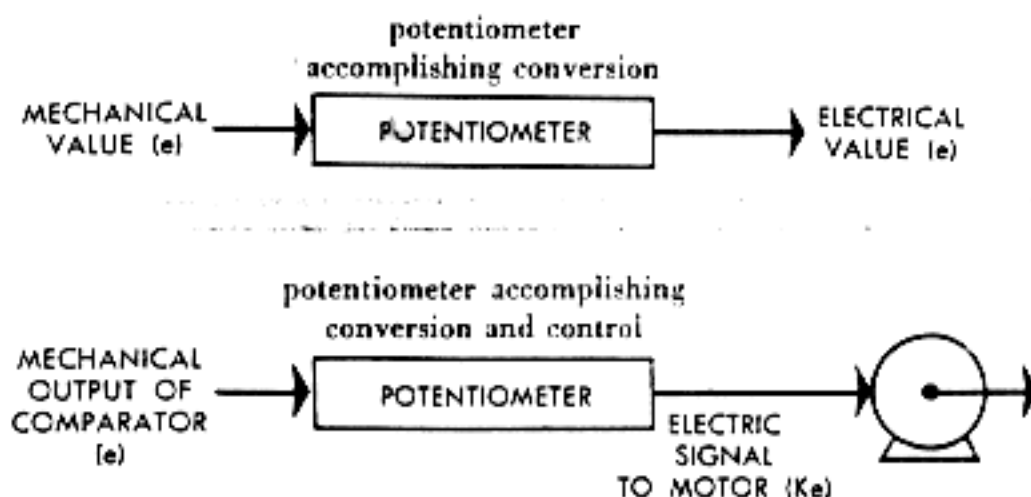 potentiometer
accomplishing conversion
MECHANICAL
VALUE (e)
POTENTIOMETER
ELECTRICAL
VALUE (e)
potentiometer accomplishing
conversion and control
MECHANICAL
OUTPUT OF
COMPARATOR
(e)
POTENTIOMETER
ELECTRIC
SIGNAL
TO MOTOR (Ke)